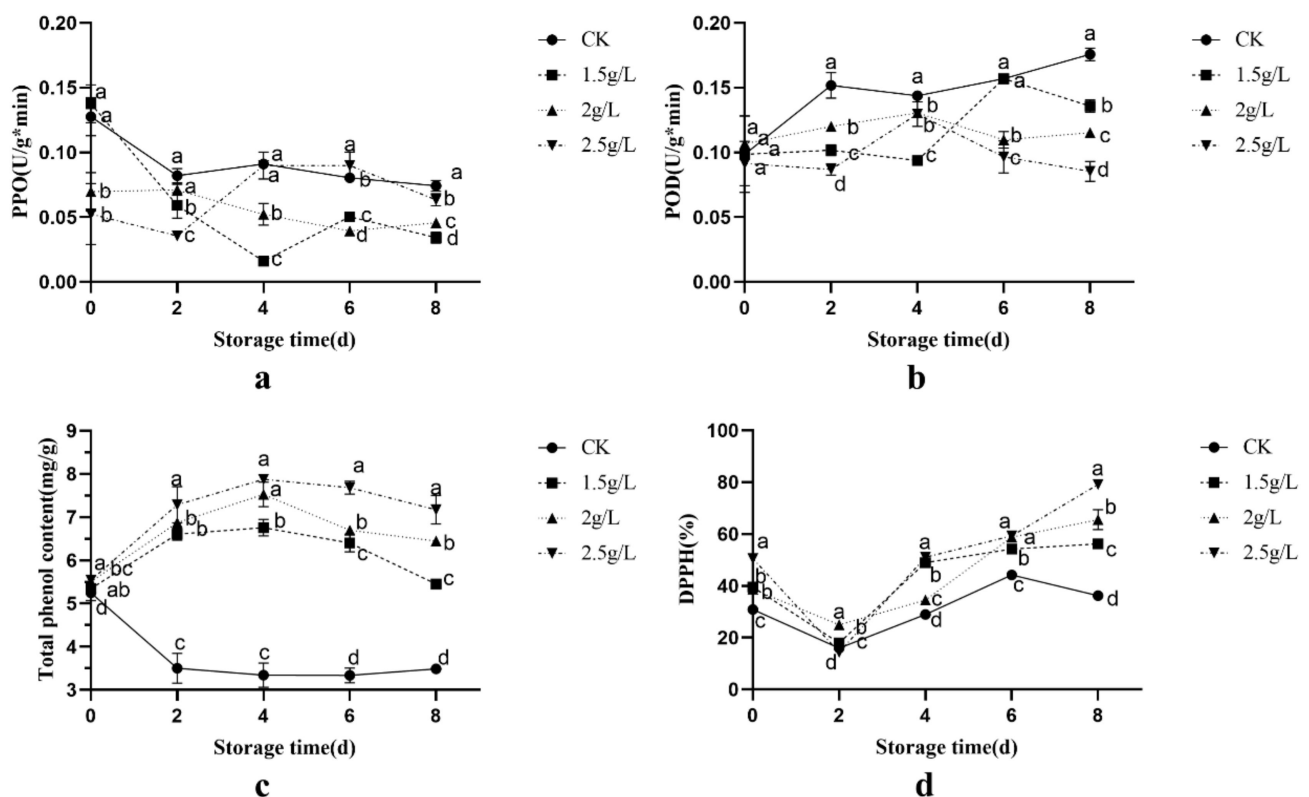 0.20
0.15
0.10
0.05
0.00
PPO(U/g*min)
a
a
a
b
b
a
a
b
c
a
a
b
c
a
b
c
d
a
b
c
d
0 2 4 6 8
Storage time(d)
CK
1.5g/L
2g/L
2.5g/L
a
0.20
0.15
0.10
0.05
0.00
POD(U/g*min)
a
a
a
a
a
b
c
d
a
b
b
c
a
a
b
c
a
b
c
d
0 2 4 6 8
Storage time(d)
CK
1.5g/L
2g/L
2.5g/L
b
9
8
7
6
5
4
3
Total phenol content(mg/g)
a
bc
ab
d
a
b
b
c
a
a
b
c
a
b
c
d
a
b
c
d
0 2 4 6 8
Storage time(d)
CK
1.5g/L
2g/L
2.5g/L
c
100
80
60
40
20
0
DPPH(%)
a
b
b
c
a
b
c
d
a
b
c
d
a
a
b
c
a
b
c
d
0 2 4 6 8
Storage time(d)
CK
1.5g/L
2g/L
2.5g/L
d